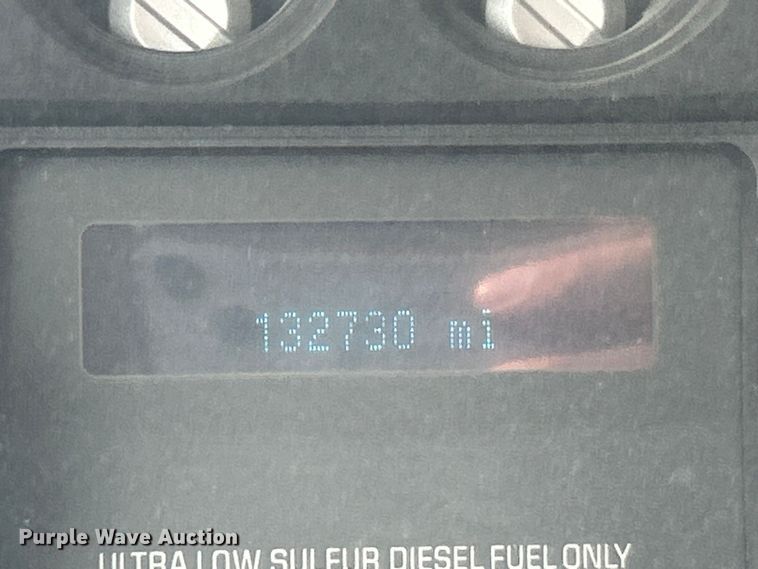 132730 mi
Purple Wave Auction
ULTRA LOW SULFUR DIESEL FUEL ONLY